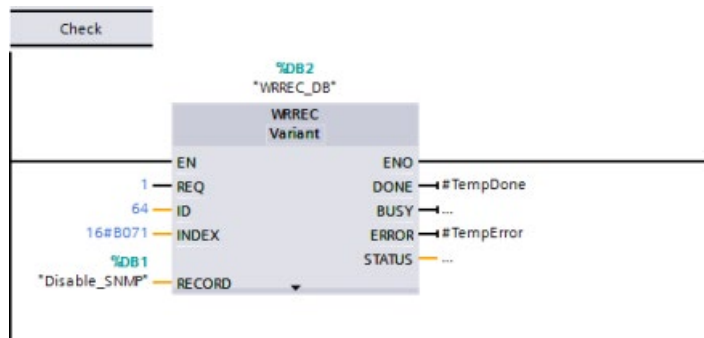 Check
%DB2
"WRREC_DB"
WRREC
Variant
EN ENO
1 REQ DONE #TempDone
64 ID BUSY ...
16#B071 INDEX ERROR #TempError
%DB1 STATUS ...
"Disable_SNMP" RECORD